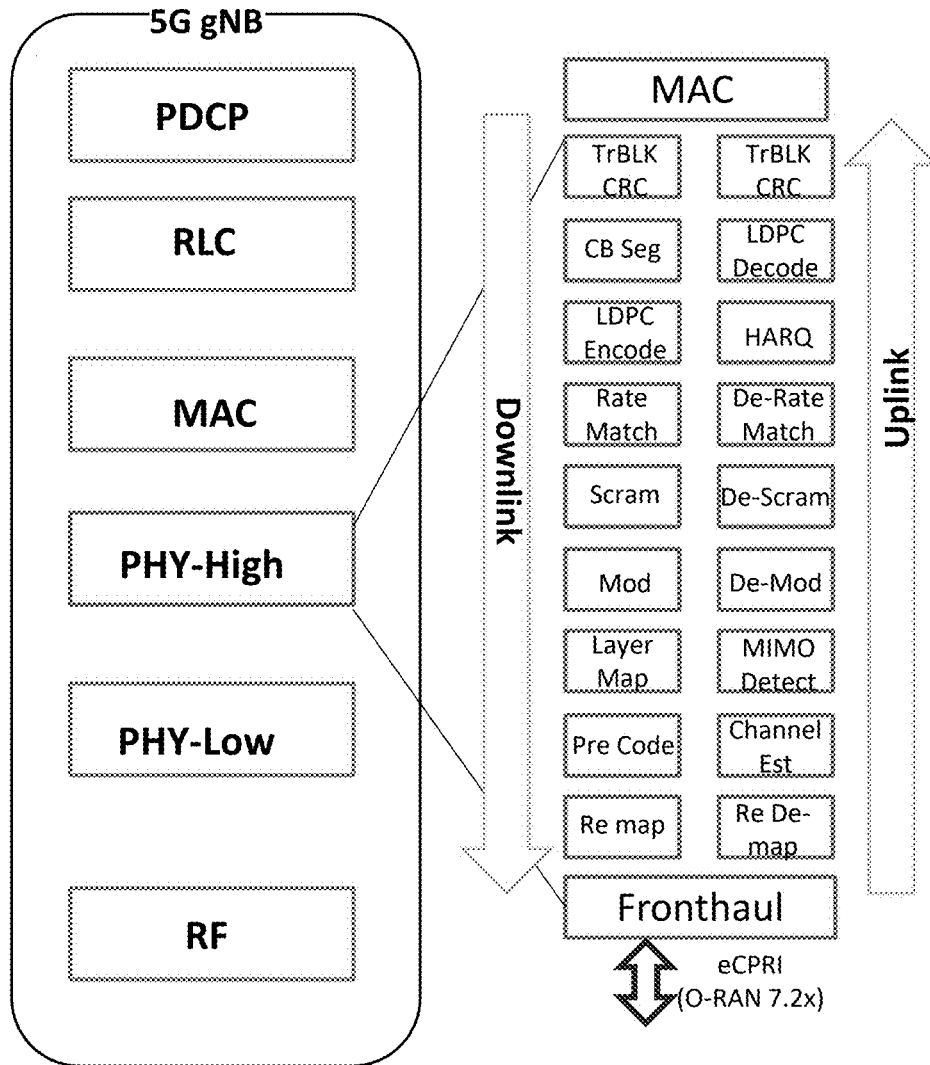 5G gNB
PDCP
RLC
MAC
PHY-High
PHY-Low
RF
Downlink
MAC
TrBLK
CRC
TrBLK
CRC
CB Seg
LDPC
Decode
LDPC
Encode
HARQ
Rate
Match
De-Rate
Match
Scram
De-Scram
Mod
De-Mod
Layer
Map
MIMO
Detect
Pre Code
Channel
Est
Re map
Re De-
map
Fronthaul
Uplink
eCPRI
(O-RAN 7.2x)